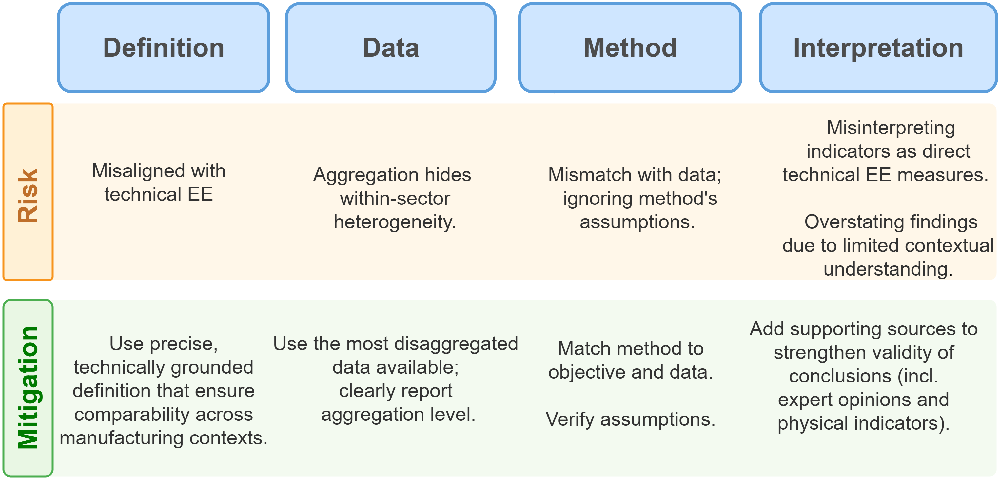 Definition
Data
Method
Interpretation
Risk
Misaligned with
technical EE
Aggregation hides
within-sector
heterogeneity.
Mismatch with data;
ignoring method's
assumptions.
Misinterpreting
indicators as direct
technical EE measures.
Overstating findings
due to limited contextual
understanding.
Mitigation
Use precise,
technically grounded
definition that ensure
comparability across
manufacturing contexts.
Use the most disaggregated
data available;
clearly report
aggregation level.
Match method to
objective and data.
Verify assumptions.
Add supporting sources to
strengthen validity of
conclusions (incl.
expert opinions and
physical indicators).